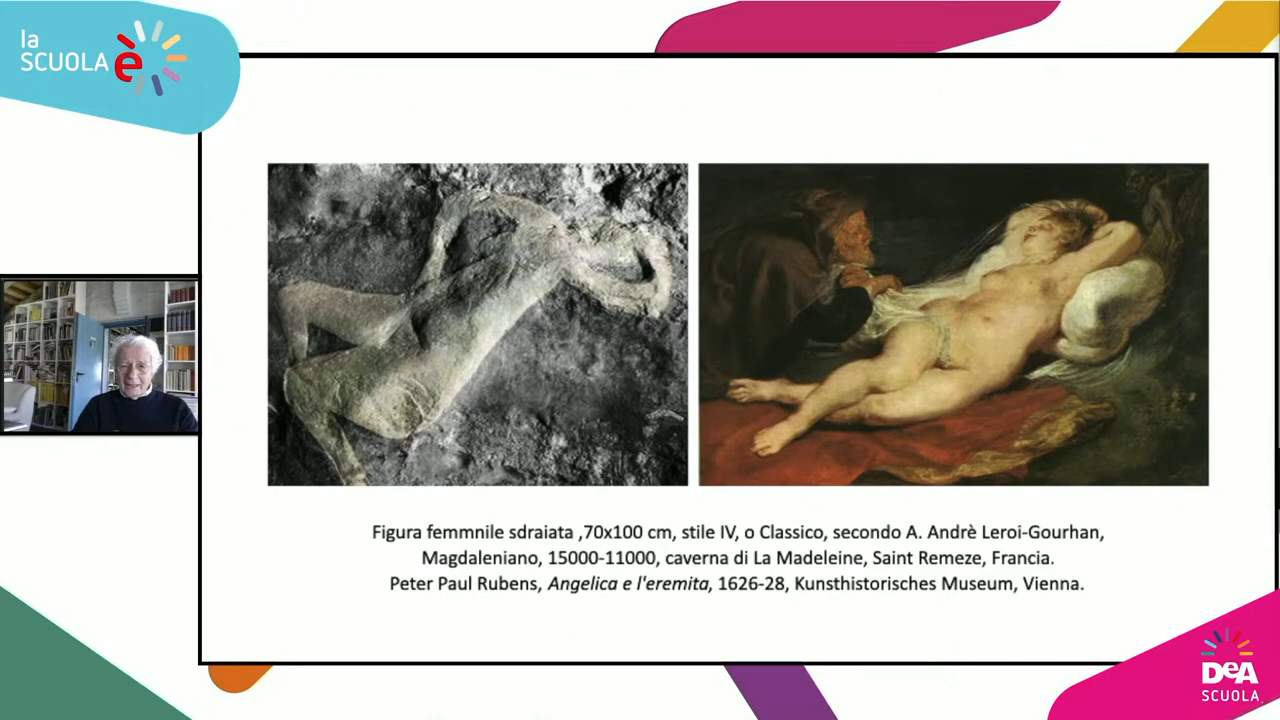 la
SCUOLA è
Figura femmnile sdraiata ,70x100 cm, stile IV, o Classico, secondo A. Andrè Leroi-Gourhan,
Magdaleniano, 15000-11000, caverna di La Madeleine, Saint Remeze, Francia.
Peter Paul Rubens, Angelica e l'eremita, 1626-28, Kunsthistorisches Museum, Vienna.
DeA
SCUOLA